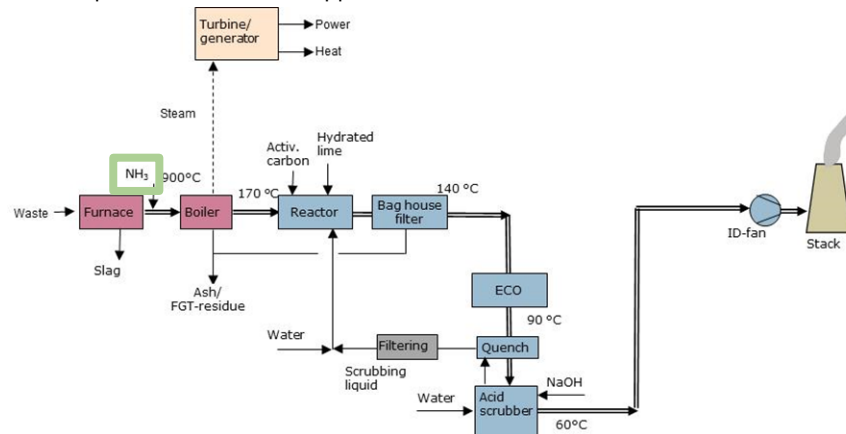 Turbine/
generator
Power
Heat
Steam
NH₃
900°C
Activ.
carbon
Hydrated
lime
170 °C
140 °C
Waste
Furnace
Boiler
Reactor
Bag house
filter
Slag
Ash/
FGT-residue
ID-fan
Stack
ECO
90 °C
Water
Filtering
Quench
Scrubbing
liquid
Water
Acid
scrubber
NaOH
60°C